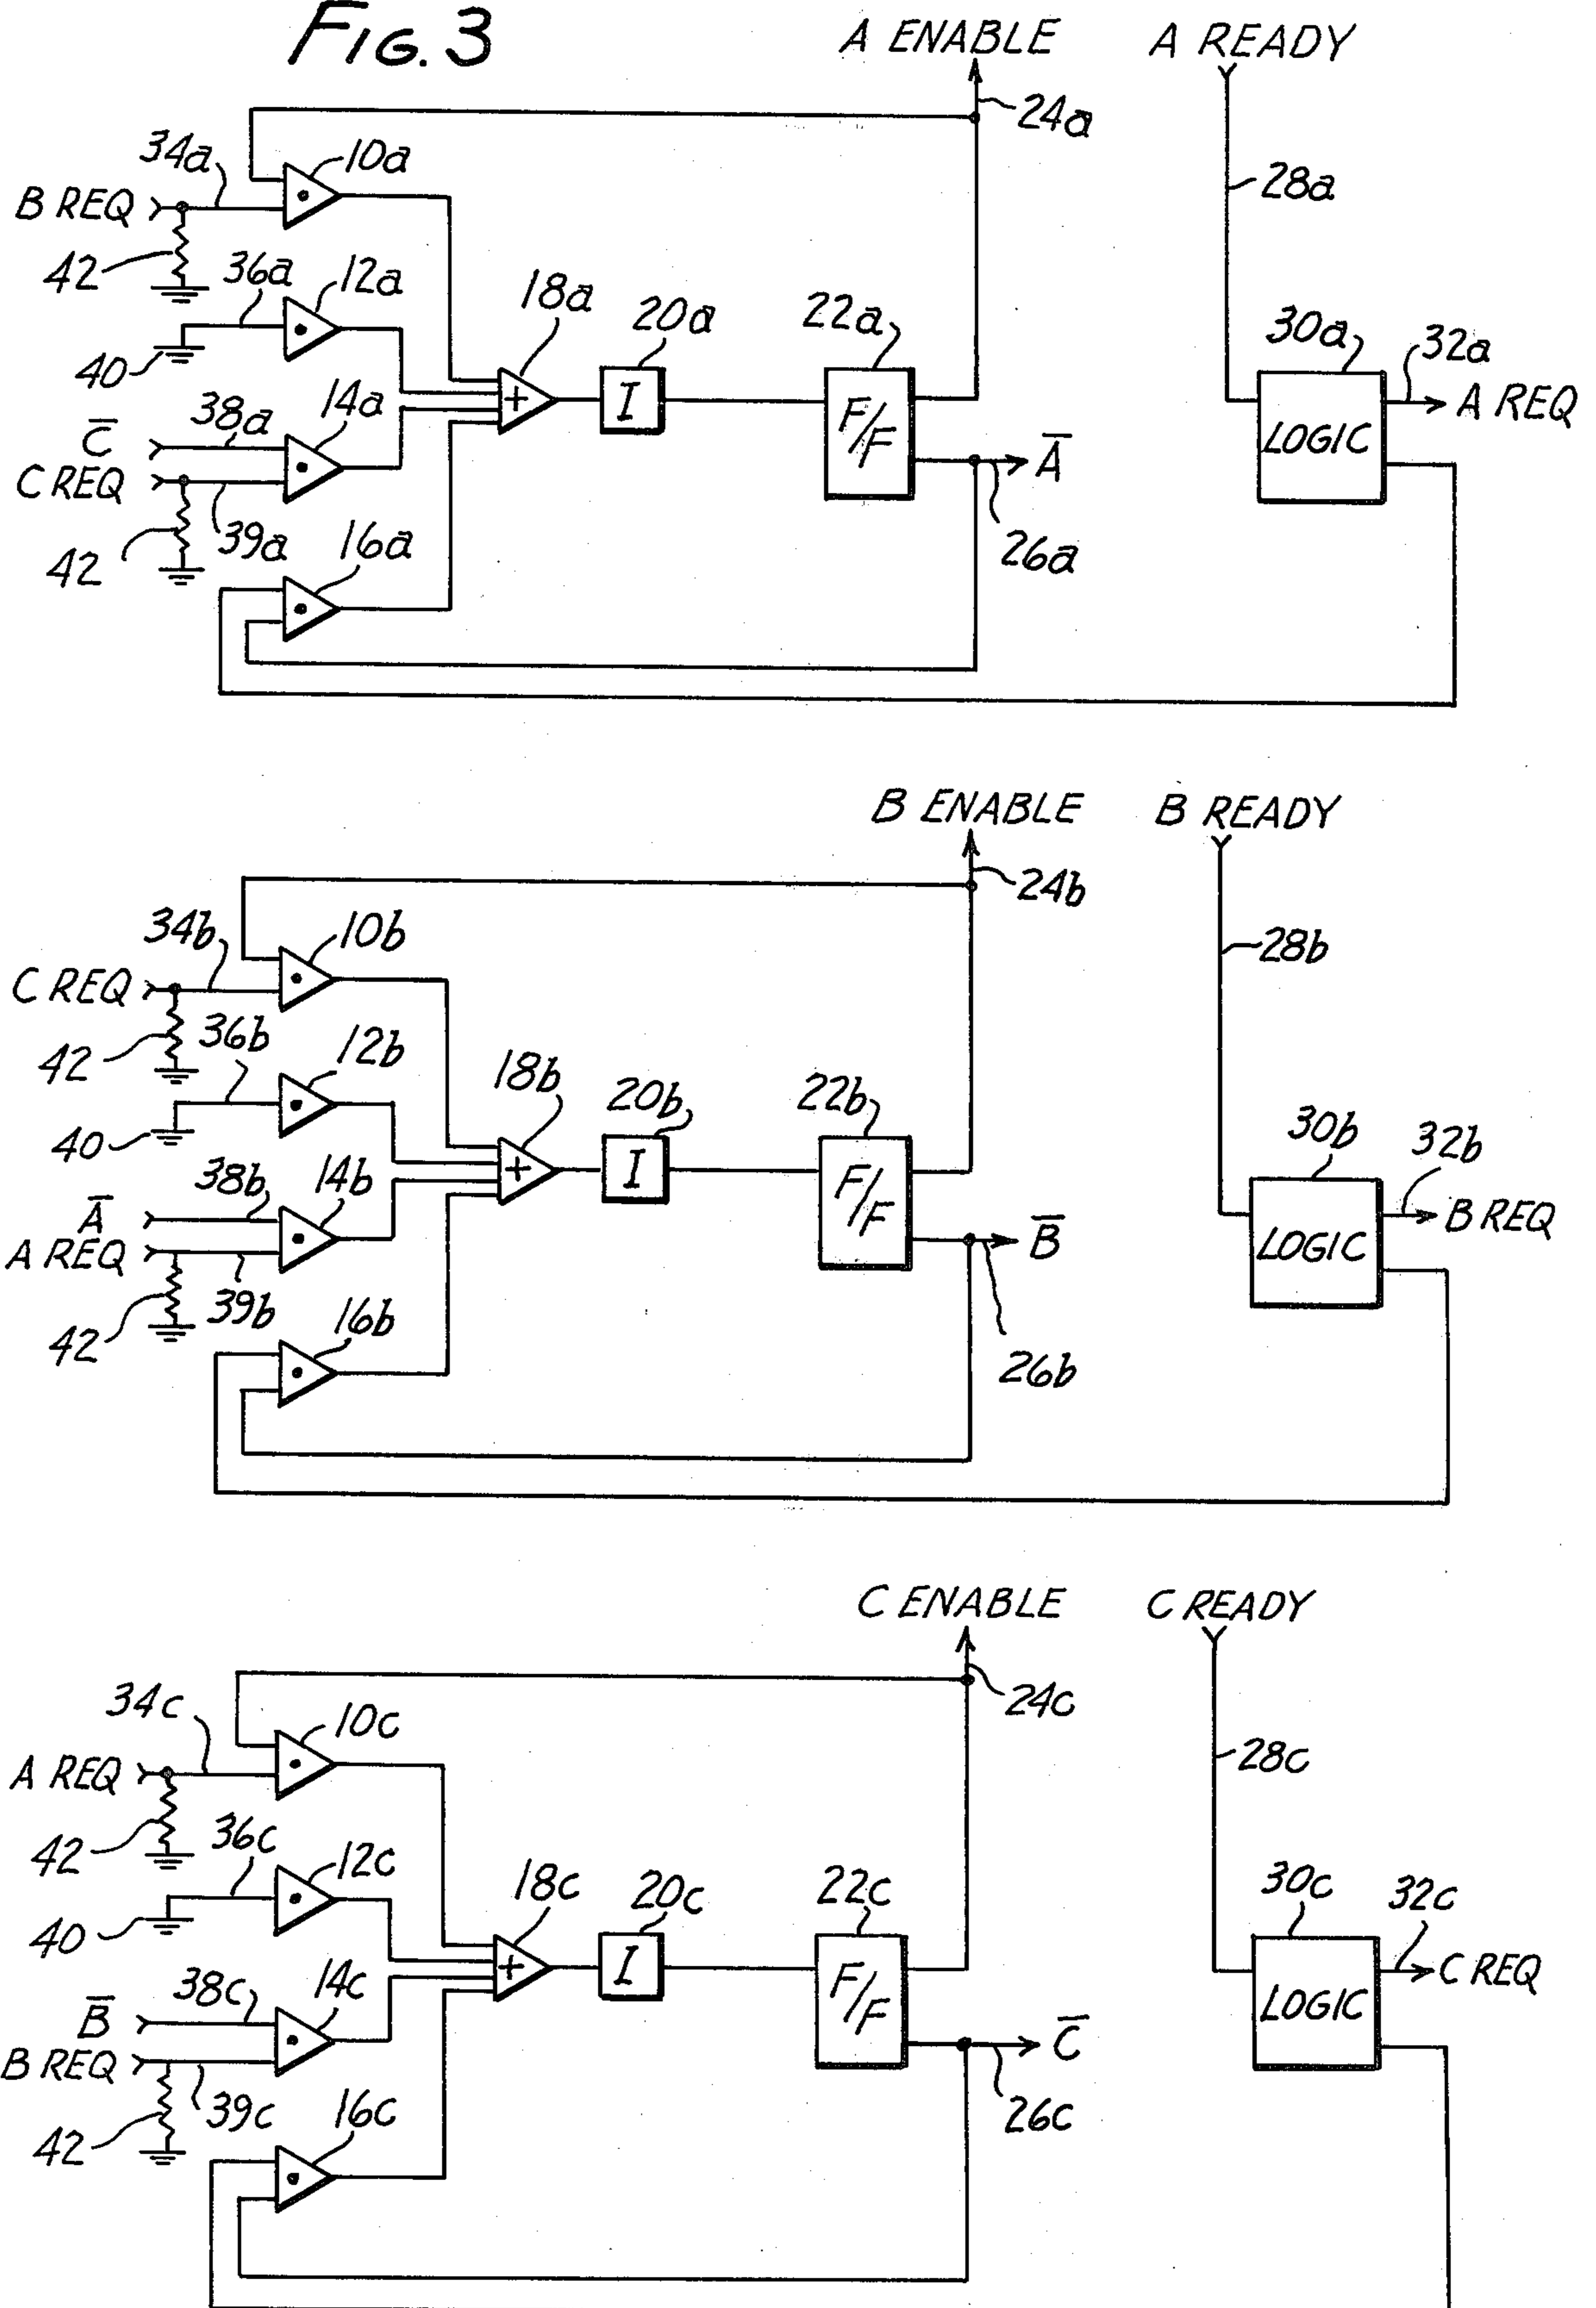 FIG. 3
A ENABLE
A READY
24a
34a
10a
28a
B REQ
42
36a
12a
18a
20a
22a
30a
32a
40
I
F/F
LOGIC
A REQ
38a
14a
C̅
+
A̅
C REQ
39a
16a
26a
42
B ENABLE
B READY
24b
34b
10b
28b
C REQ
42
36b
12b
18b
20b
22b
30b
32b
40
I
F/F
LOGIC
B REQ
38b
14b
A̅
+
B̅
A REQ
39b
16b
26b
42
C ENABLE
C READY
24c
34c
10c
28c
A REQ
42
36c
12c
18c
20c
22c
30c
32c
40
I
F/F
LOGIC
C REQ
38c
14c
B̅
+
C̅
B REQ
39c
16c
26c
42